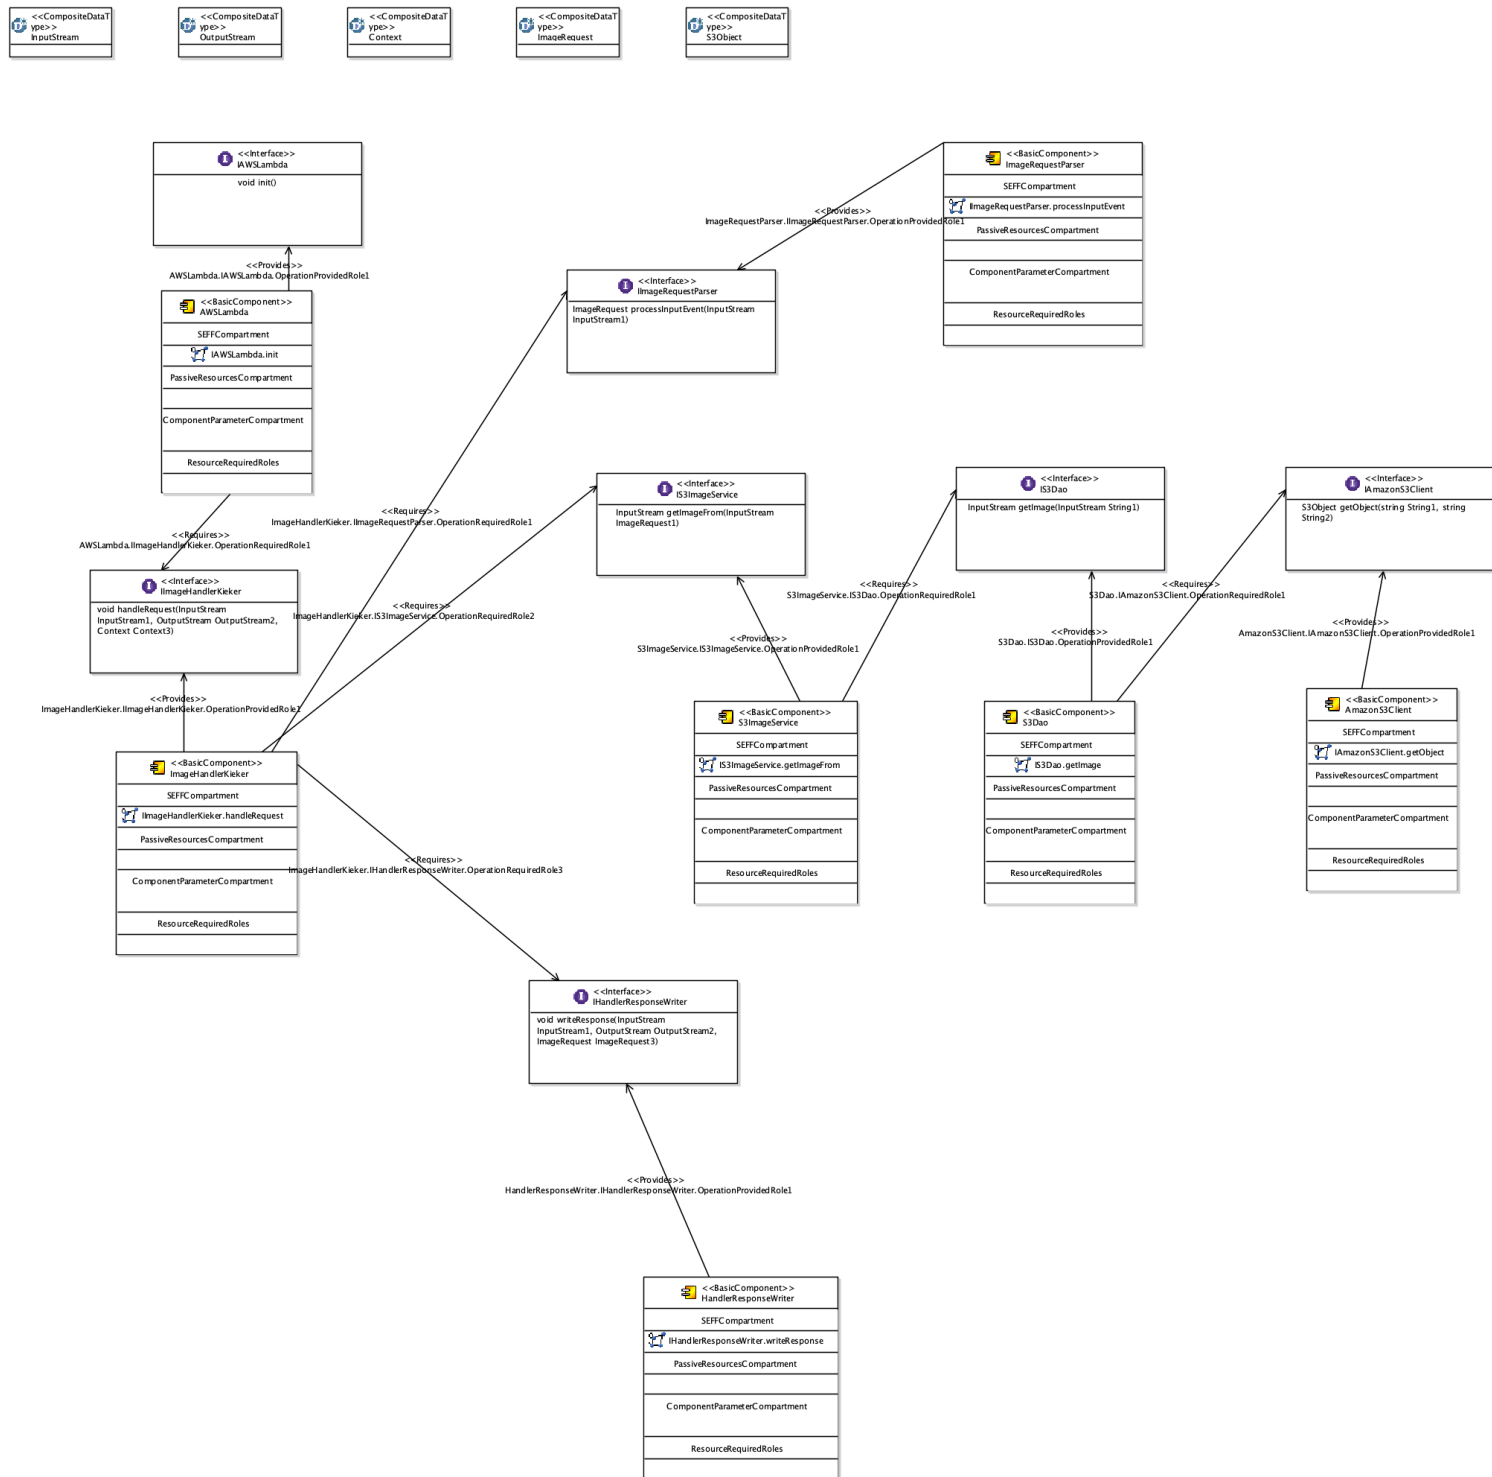 <<CompositeDataT
ype>>
InputStream
<<CompositeDataT
ype>>
OutputStream
<<CompositeDataT
ype>>
Context
<<CompositeDataT
ype>>
ImageRequest
<<CompositeDataT
ype>>
S3Object
<<Interface>>
IAWSLambda
void init()
<<BasicComponent>>
ImageRequestParser
SEFFCompartment
IImageRequestParser.processInputEvent
PassiveResourcesCompartment
ComponentParameterCompartment
ResourceRequiredRoles
<<Provides>>
ImageRequestParser.IImageRequestParser.OperationProvidedRole1
<<Provides>>
AWSLambda.IAWSLambda.OperationProvidedRole1
<<Interface>>
IImageRequestParser
ImageRequest processInputEvent(InputStream
InputStream1)
<<BasicComponent>>
AWSLambda
SEFFCompartment
IAWSLambda.init
PassiveResourcesCompartment
ComponentParameterCompartment
ResourceRequiredRoles
<<Interface>>
IS3ImageService
InputStream getImageFrom(InputStream
ImageRequest1)
<<Interface>>
IS3Dao
InputStream getImage(InputStream String1)
<<Interface>>
IAmazonS3Client
S3Object getObject(string String1, string
String2)
<<Requires>>
ImageHandlerKieker.IImageRequestParser.OperationRequiredRole1
<<Requires>>
AWSLambda.IImageHandlerKieker.OperationRequiredRole1
<<Interface>>
IImageHandlerKieker
void handleRequest(InputStream
InputStream1, OutputStream OutputStream2,
Context Context3)
<<Requires>>
ImageHandlerKieker.IS3ImageService.OperationRequiredRole2
<<Requires>>
S3ImageService.IS3Dao.OperationRequiredRole1
<<Requires>>
S3Dao.IAmazonS3Client.OperationRequiredRole1
<<Provides>>
S3ImageService.IS3ImageService.OperationProvidedRole1
<<Provides>>
S3Dao.IS3Dao.OperationProvidedRole1
<<Provides>>
AmazonS3Client.IAmazonS3Client.OperationProvidedRole1
<<Provides>>
ImageHandlerKieker.IImageHandlerKieker.OperationProvidedRole1
<<BasicComponent>>
ImageHandlerKieker
SEFFCompartment
IImageHandlerKieker.handleRequest
PassiveResourcesCompartment
ComponentParameterCompartment
ResourceRequiredRoles
<<BasicComponent>>
S3ImageService
SEFFCompartment
IS3ImageService.getImageFrom
PassiveResourcesCompartment
ComponentParameterCompartment
ResourceRequiredRoles
<<BasicComponent>>
S3Dao
SEFFCompartment
IS3Dao.getImage
PassiveResourcesCompartment
ComponentParameterCompartment
ResourceRequiredRoles
<<BasicComponent>>
AmazonS3Client
SEFFCompartment
IAmazonS3Client.getObject
PassiveResourcesCompartment
ComponentParameterCompartment
ResourceRequiredRoles
<<Requires>>
ImageHandlerKieker.IHandlerResponseWriter.OperationRequiredRole3
<<Interface>>
IHandlerResponseWriter
void writeResponse(InputStream
InputStream1, OutputStream OutputStream2,
ImageRequest ImageRequest3)
<<Provides>>
HandlerResponseWriter.IHandlerResponseWriter.OperationProvidedRole1
<<BasicComponent>>
HandlerResponseWriter
SEFFCompartment
IHandlerResponseWriter.writeResponse
PassiveResourcesCompartment
ComponentParameterCompartment
ResourceRequiredRoles